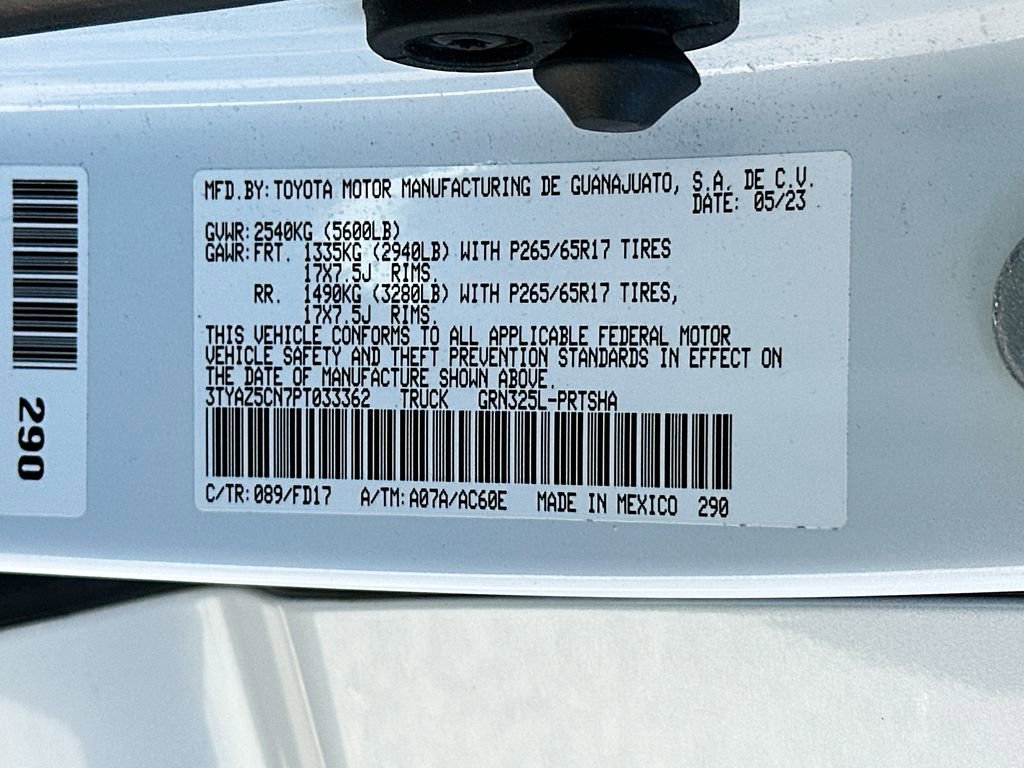 MFD.BY: TOYOTA MOTOR MANUFACTURING DE GUANAJUATO, S.A. DE C.V.
DATE: 05/23
GVWR: 2540KG (5600LB)
GAWR: FRT. 1335KG (2940LB) WITH P265/65R17 TIRES
17X7.5J RIMS.
RR. 1490KG (3280LB) WITH P265/65R17 TIRES,
17X7.5J RIMS.
THIS VEHICLE CONFORMS TO ALL APPLICABLE FEDERAL MOTOR
VEHICLE SAFETY AND THEFT PREVENTION STANDARDS IN EFFECT ON
THE DATE OF MANUFACTURE SHOWN ABOVE.
3TYAZ5CN7PT033362 TRUCK GRN325L-PRTSHA
C/TR: 089/FD17 A/TM: A07A/AC60E MADE IN MEXICO 290
290